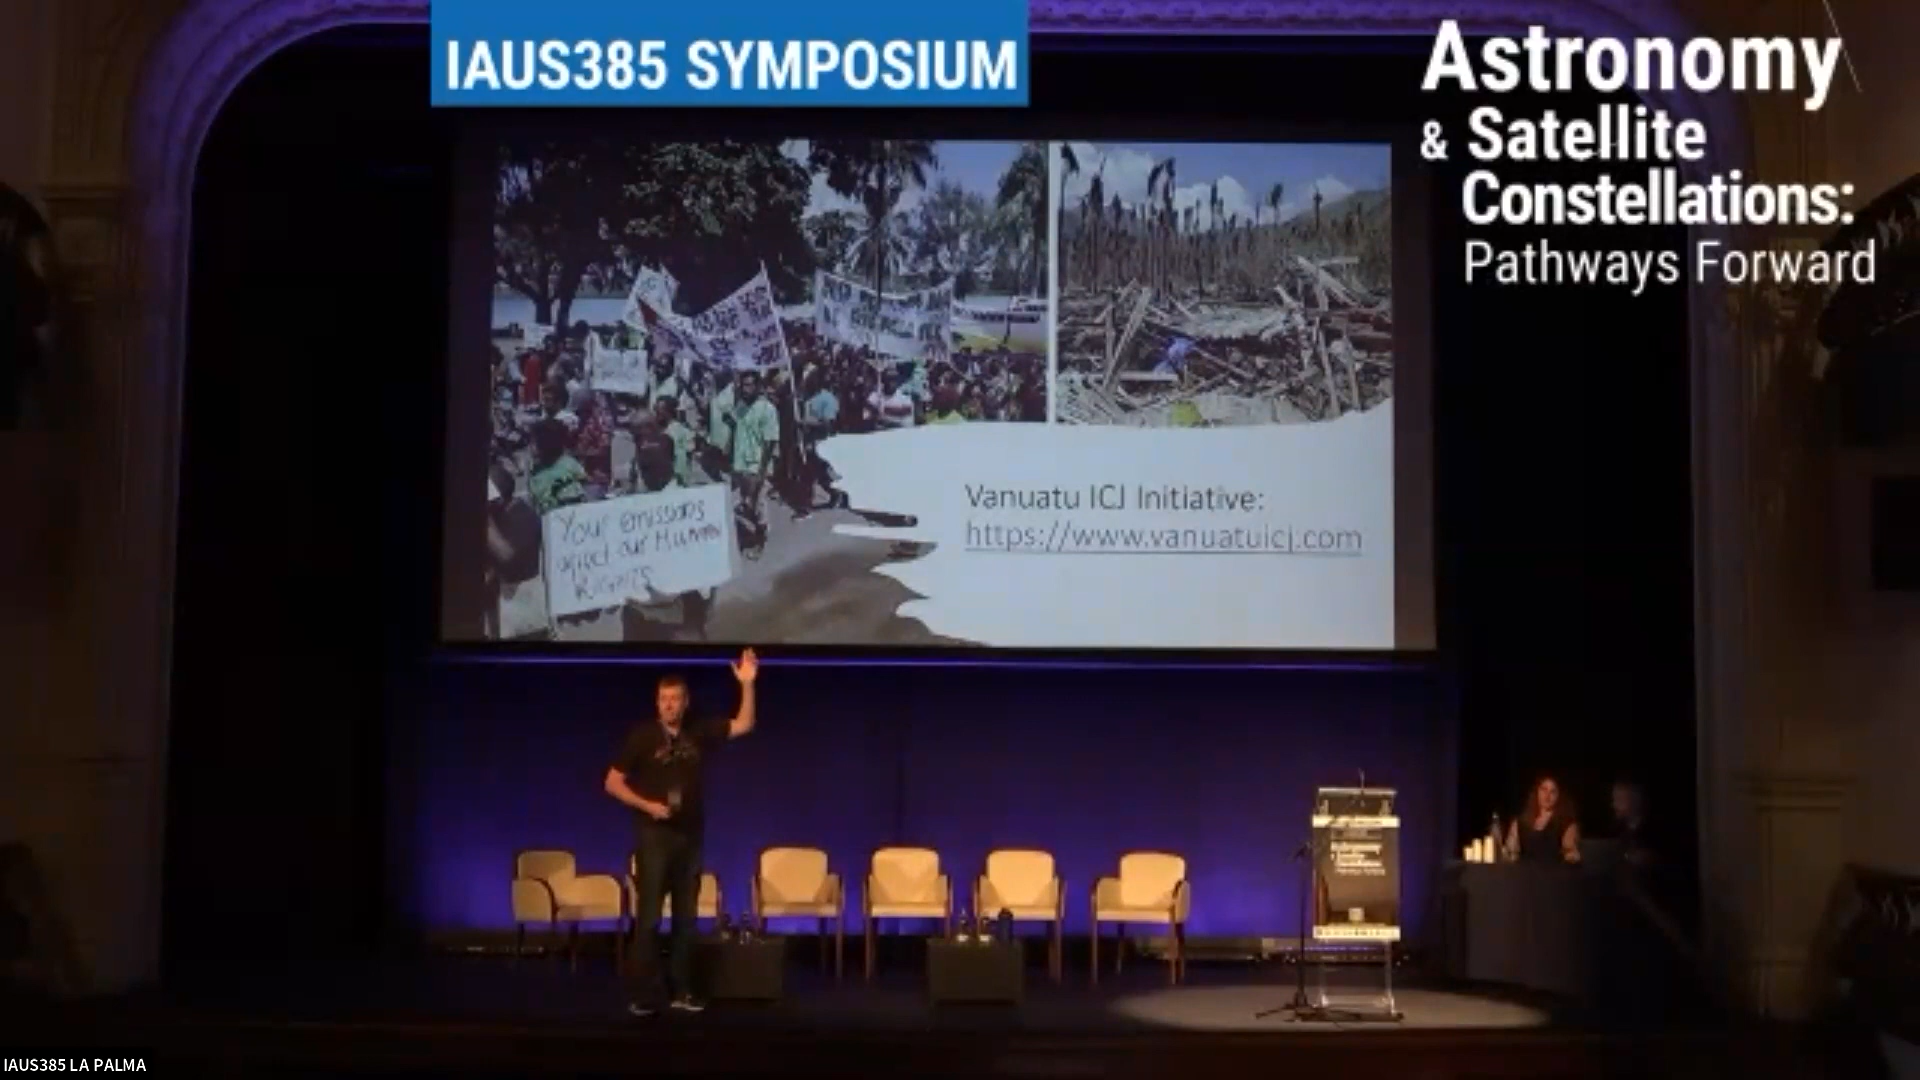 IAUS385 SYMPOSIUM
Astronomy
& Satellite
Constellations:
Pathways Forward
Vanuatu ICJ Initiative:
https://www.vanuatuicj.com
Your emissions
our Human
RIGHTS
Astronomy
IAUS385 LA PALMA